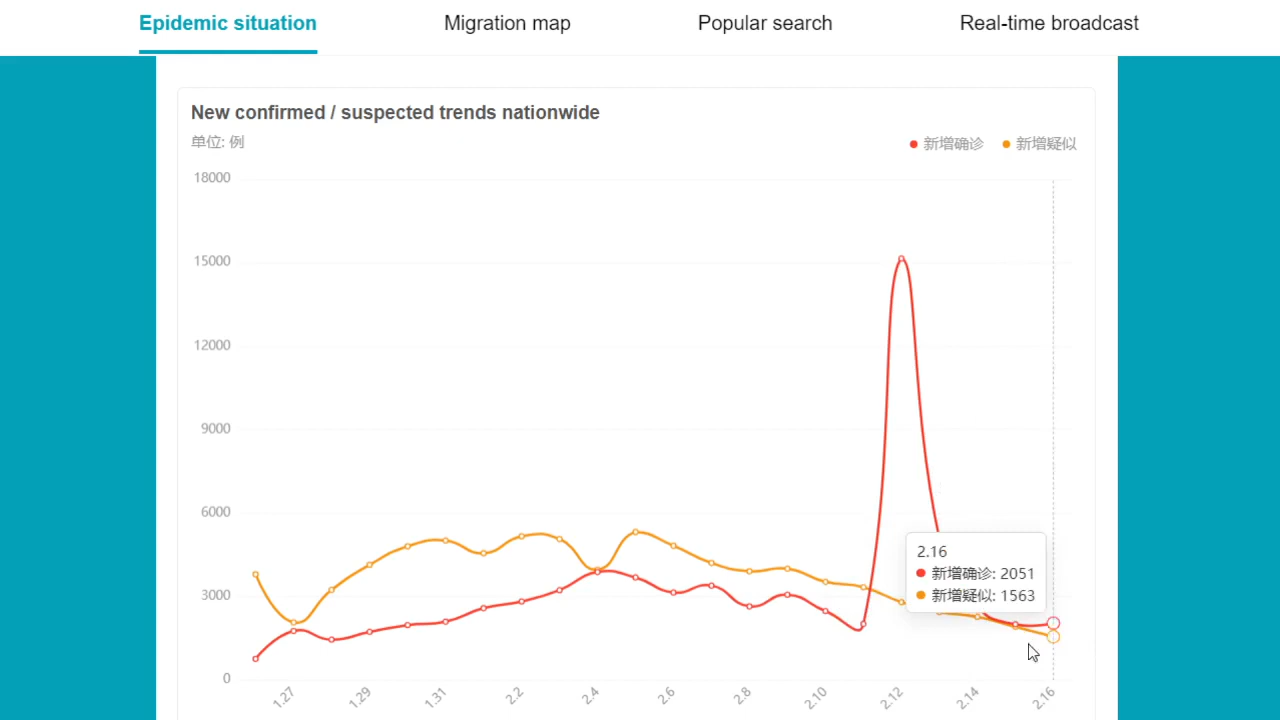 Epidemic situation Migration map Popular search Real-time broadcast
New confirmed / suspected trends nationwide
单位: 例
新增确诊 新增疑似
18000
15000
12000
9000
6000
3000
0
2.16
新增确诊: 2051
新增疑似: 1563
1.27 1.29 1.31 2.2 2.4 2.6 2.8 2.10 2.12 2.14 2.16